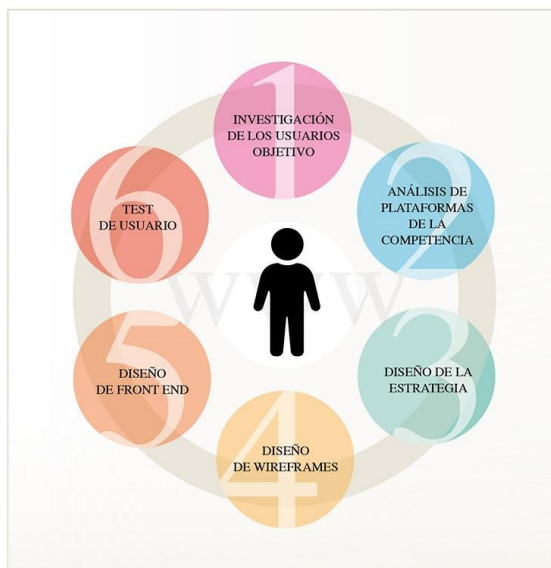 1
INVESTIGACIÓN
DE LOS USUARIOS
OBJETIVO
2
ANÁLISIS DE
PLATAFORMAS
DE LA
COMPETENCIA
3
DISEÑO DE LA
ESTRATEGIA
4
DISEÑO
DE WIREFRAMES
5
DISEÑO
DE FRONT END
6
TEST
DE USUARIO
WWW